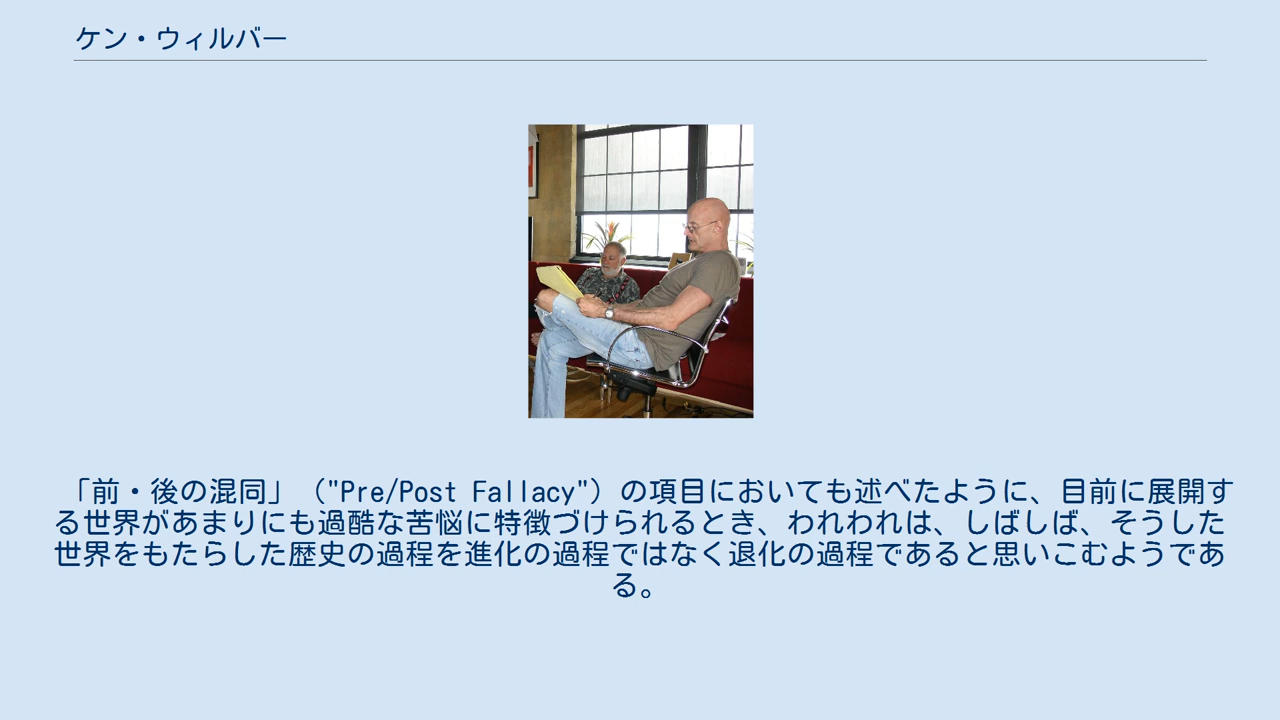 ケン・ウィルバー
「前・後の混同」（"Pre/Post Fallacy"）の項目においても述べたように、目前に展開す
る世界があまりにも過酷な苦悩に特徴づけられるとき、われわれは、しばしば、そうした
世界をもたらした歴史の過程を進化の過程ではなく退化の過程であると思いこむようであ
る。